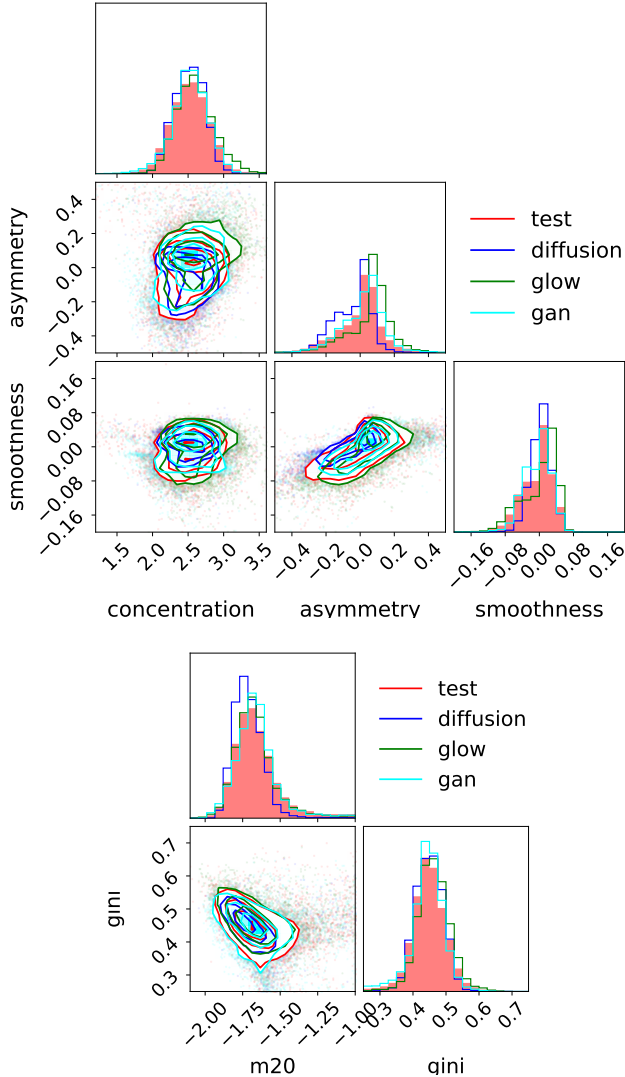 asymmetry
0.4
0.2
0.0
−0.2
−0.4
test
diffusion
glow
gan
smoothness
0.16
0.08
0.00
−0.08
−0.16
1.5 2.0 2.5 3.0 3.5
−0.4 −0.2 0.0 0.2 0.4
−0.16 −0.08 0.00 0.08 0.16
concentration asymmetry smoothness
test
diffusion
glow
gan
gini
0.7
0.6
0.5
0.4
0.3
−2.00 −1.75 −1.50 −1.25 −1.00
0.3 0.4 0.5 0.6 0.7
m20 gini